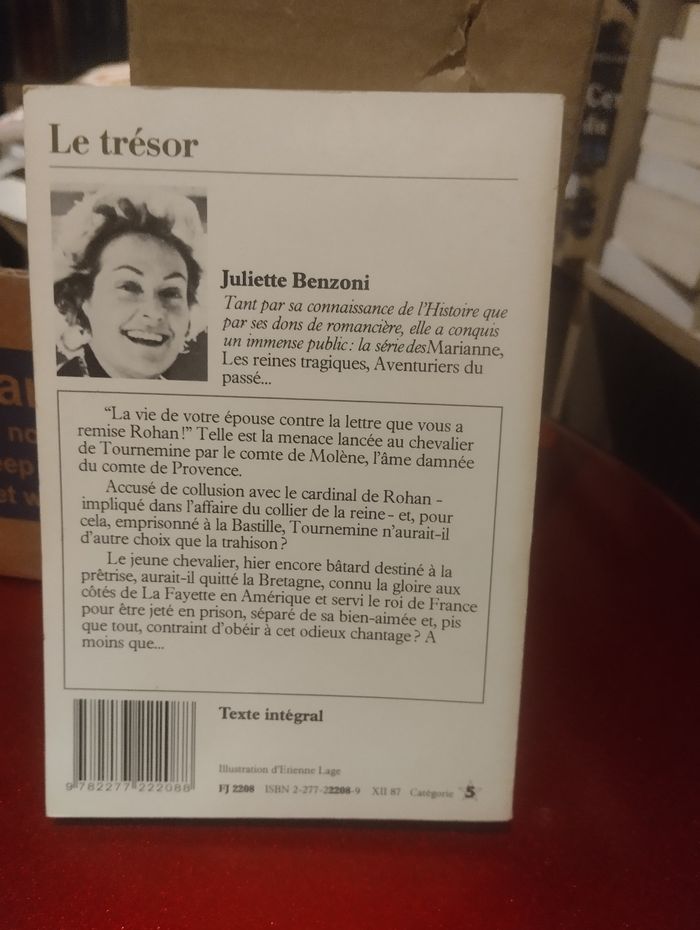 Le trésor
Juliette Benzoni
Tant par sa connaissance de l'Histoire que
par ses dons de romancière, elle a conquis
un immense public : la série des Marianne,
Les reines tragiques, Aventuriers du
passé...
“La vie de votre épouse contre la lettre que vous a
remise Rohan !” Telle est la menace lancée au chevalier
de Tournemine par le comte de Molène, l'âme damnée
du comte de Provence.
Accusé de collusion avec le cardinal de Rohan -
impliqué dans l'affaire du collier de la reine - et, pour
cela, emprisonné à la Bastille, Tournemine n'aurait-il
d'autre choix que la trahison ?
Le jeune chevalier, hier encore bâtard destiné à la
prêtrise, aurait-il quitté la Bretagne, connu la gloire aux
côtés de La Fayette en Amérique et servi le roi de France
pour être jeté en prison, séparé de sa bien-aimée et, pis
que tout, contraint d'obéir à cet odieux chantage ? A
moins que...
Texte intégral
Illustration d'Etienne Lage
9 782277 222088
FJ 2208 ISBN 2-277-22208-9 XII 87 Catégorie 5